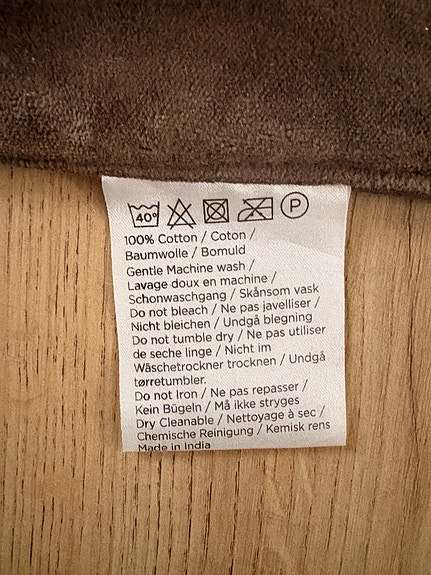 40°
P
100% Cotton / Coton /
Baumwolle / Bomuld
Gentle Machine wash /
Lavage doux en machine /
Schonwaschgang / Skånsom vask
Do not bleach / Ne pas javelliser /
Nicht bleichen / Undgå blegning
Do not tumble dry / Ne pas utiliser
de seche linge / Nicht im
Wäschetrockner trocknen / Undgå
tørretumbler.
Do not Iron / Ne pas repasser /
Kein Bügeln / Må ikke stryges
Dry Cleanable / Nettoyage à sec /
Chemische Reinigung / Kemisk rens
Made in India